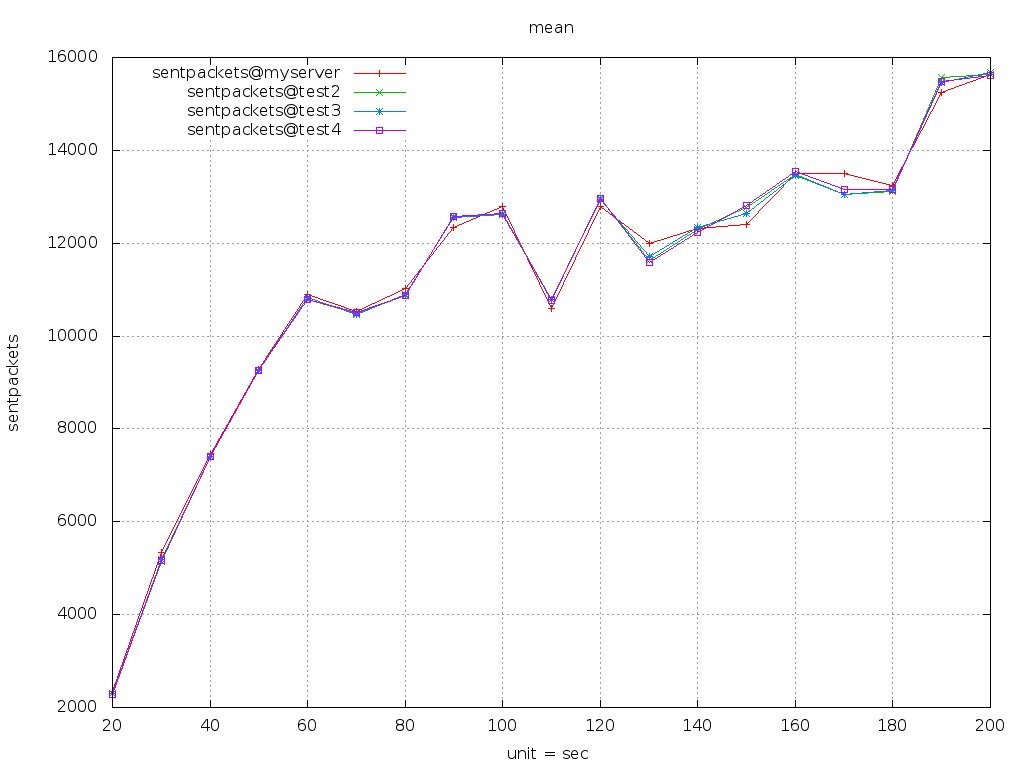 mean
16000
sentpackets@myserver
sentpackets@test2
sentpackets@test3
sentpackets@test4
14000
12000
10000
8000
6000
4000
2000
sentpackets
20 40 60 80 100 120 140 160 180 200
unit = sec